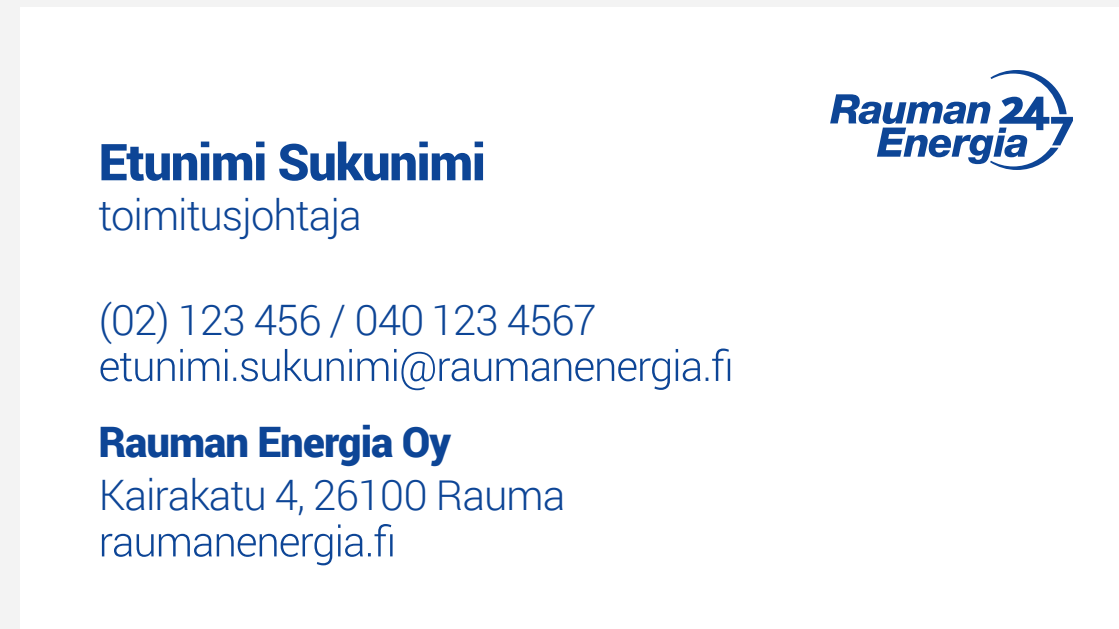 Rauman 24-7
Energia
Etunimi Sukunimi
toimitusjohtaja
(02) 123 456 / 040 123 4567
etunimi.sukunimi@raumanenergia.fi
Rauman Energia Oy
Kairakatu 4, 26100 Rauma
raumanenergia.fi